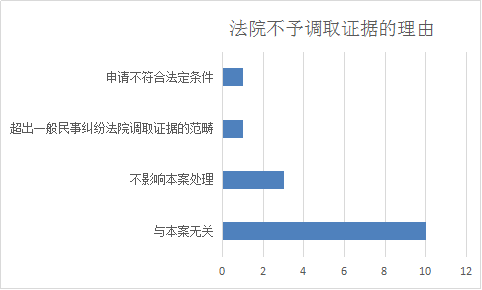 法院不予调取证据的理由
申请不符合法定条件
超出一般民事纠纷法院调取证据的范畴
不影响本案处理
与本案无关
0 2 4 6 8 10 12